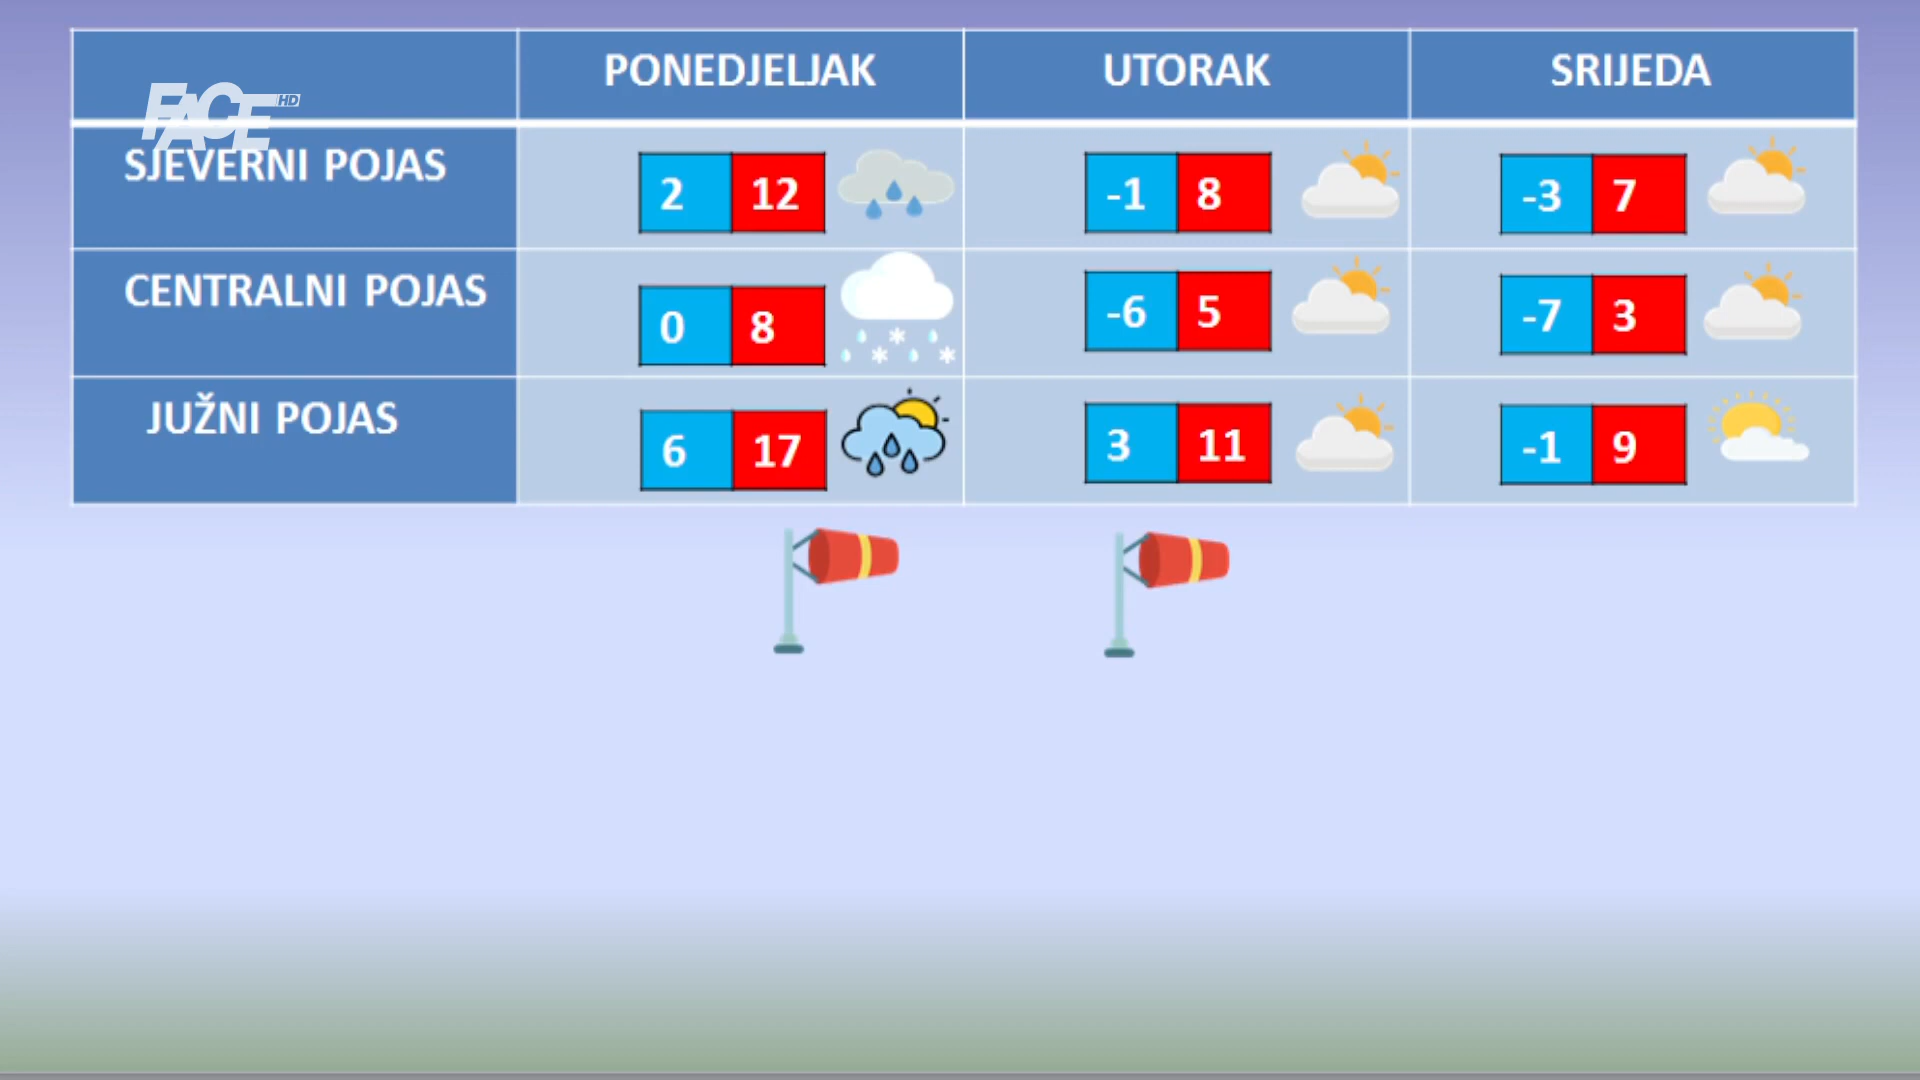 PONEDJELJAK UTORAK SRIJEDA
FACE HD
SJEVERNI POJAS 2 12 -1 8 -3 7
CENTRALNI POJAS 0 8 -6 5 -7 3
JUŽNI POJAS 6 17 3 11 -1 9